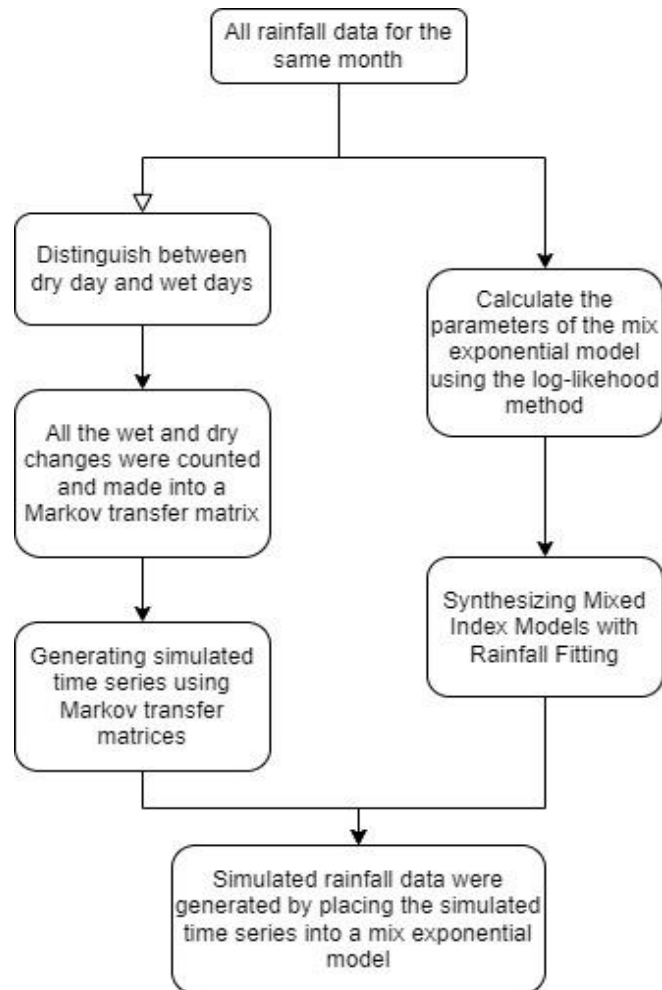 All rainfall data for the
same month
Distinguish between
dry day and wet days
Calculate the
parameters of the mix
exponential model
using the log-likehood
method
All the wet and dry
changes were counted
and made into a
Markov transfer matrix
Synthesizing Mixed
Index Models with
Rainfall Fitting
Generating simulated
time series using
Markov transfer
matrices
Simulated rainfall data were
generated by placing the simulated
time series into a mix exponential
model